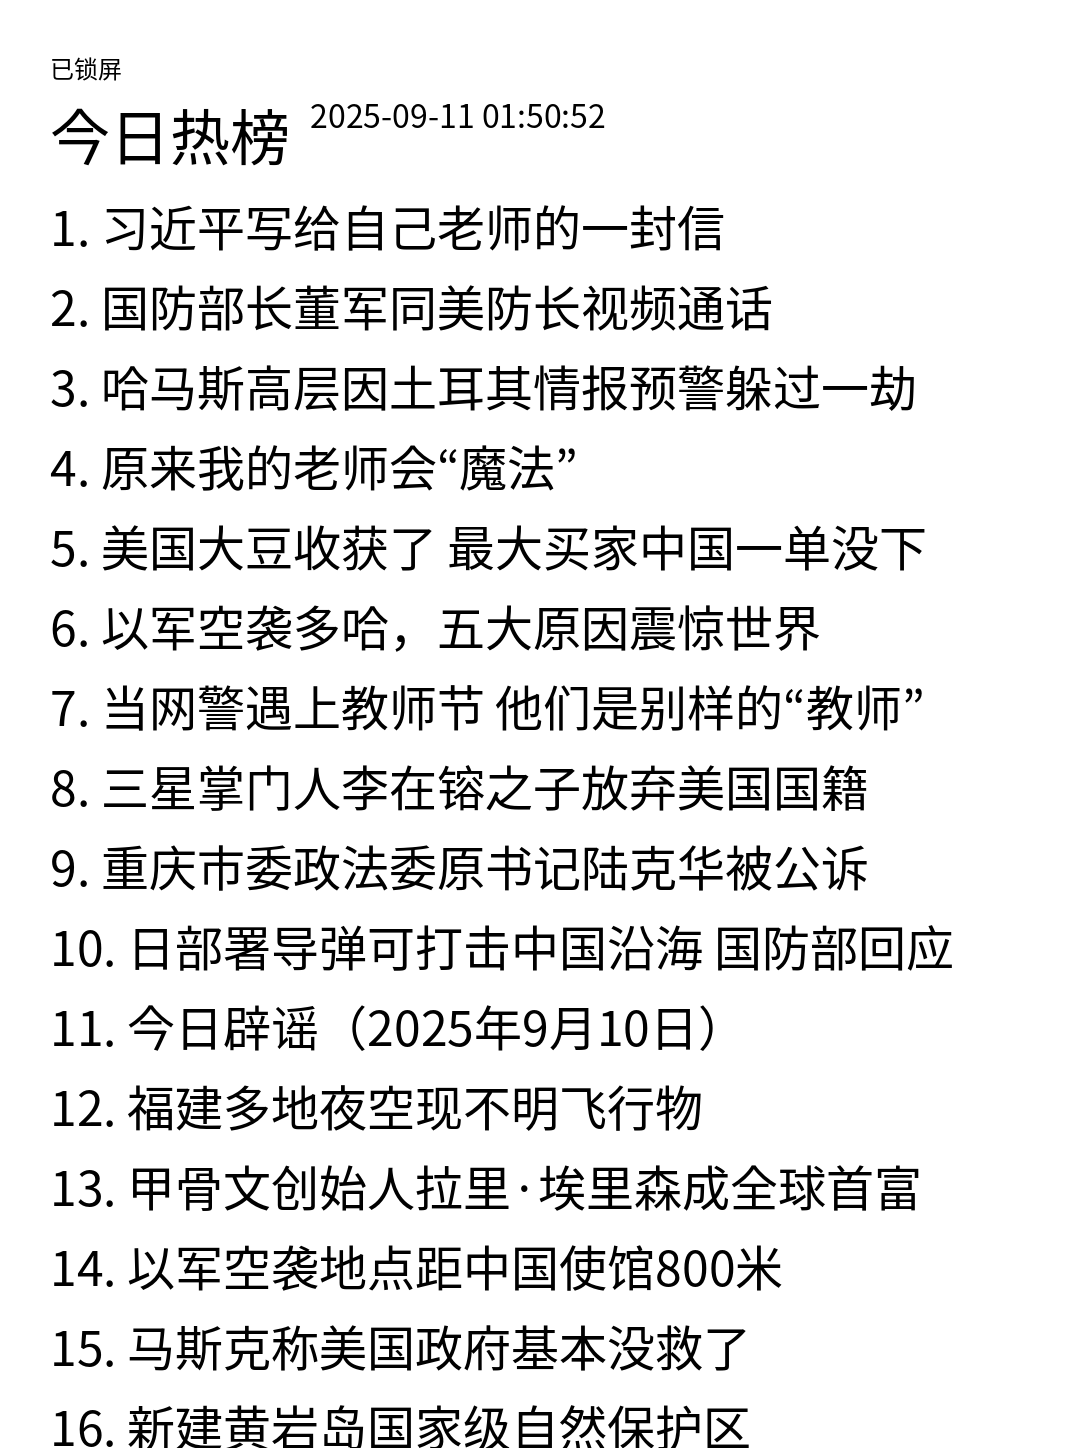 已锁屏
今日热榜 2025-09-11 01:50:52
1. 习近平写给自己老师的一封信
2. 国防部长董军同美防长视频通话
3. 哈马斯高层因土耳其情报预警躲过一劫
4. 原来我的老师会“魔法”
5. 美国大豆收获了 最大买家中国一单没下
6. 以军空袭多哈，五大原因震惊世界
7. 当网警遇上教师节 他们是别样的“教师”
8. 三星掌门人李在镕之子放弃美国国籍
9. 重庆市委政法委原书记陆克华被公诉
10. 日部署导弹可打击中国沿海 国防部回应
11. 今日辟谣（2025年9月10日）
12. 福建多地夜空现不明飞行物
13. 甲骨文创始人拉里·埃里森成全球首富
14. 以军空袭地点距中国使馆800米
15. 马斯克称美国政府基本没救了
16. 新建黄岩岛国家级自然保护区